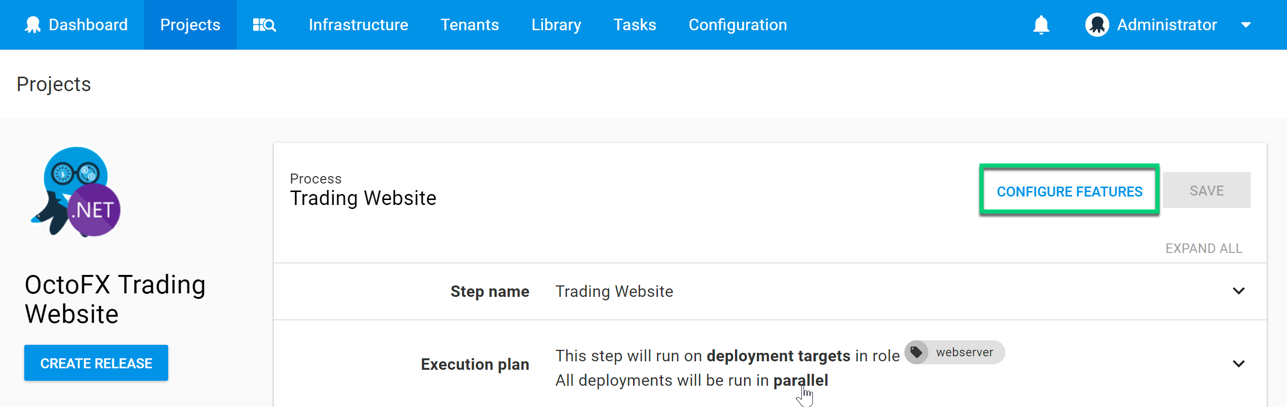 Dashboard Projects Infrastructure Tenants Library Tasks Configuration Administrator
Projects
.NET
OctoFX Trading
Website
CREATE RELEASE
Process
Trading Website
CONFIGURE FEATURES SAVE
EXPAND ALL
Step name Trading Website
Execution plan This step will run on deployment targets in role webserver
All deployments will be run in parallel